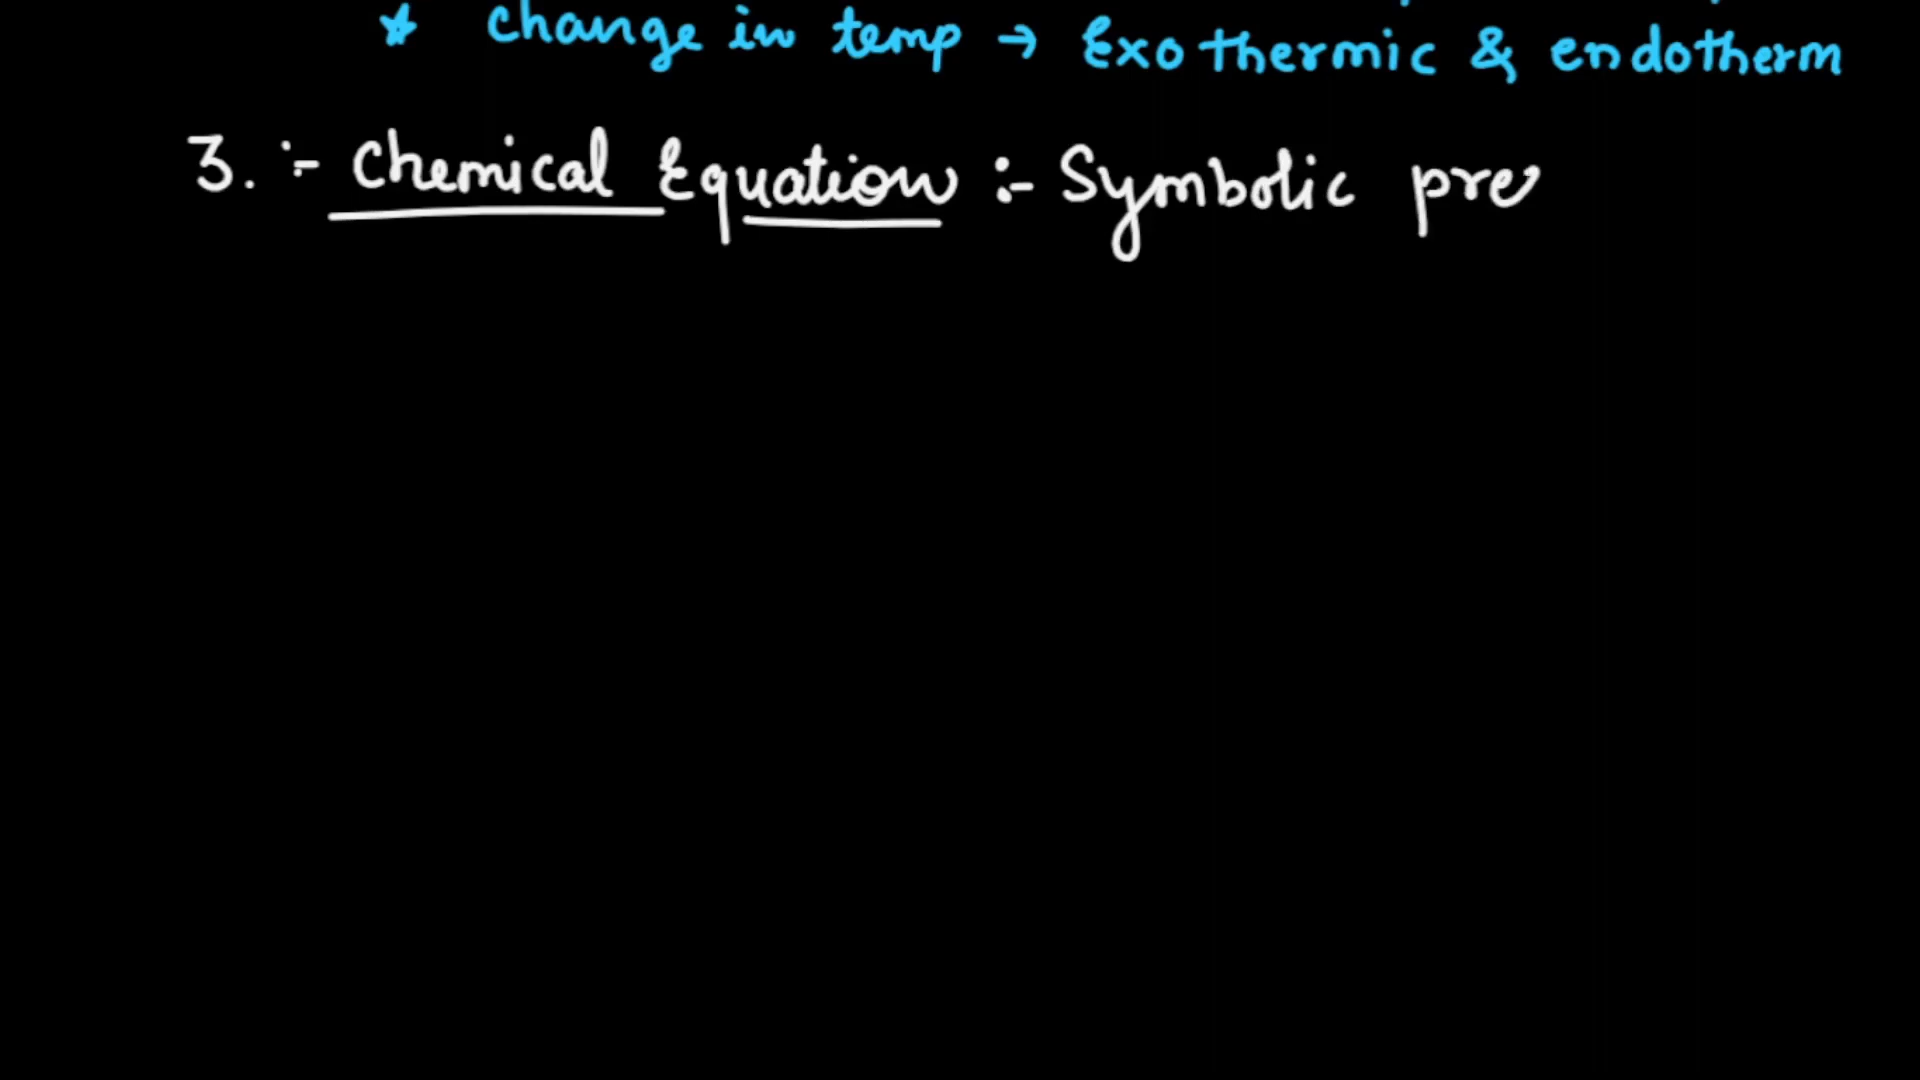 * change in temp → Exothermic & endotherm
3. :- Chemical Equation :- Symbolic pre